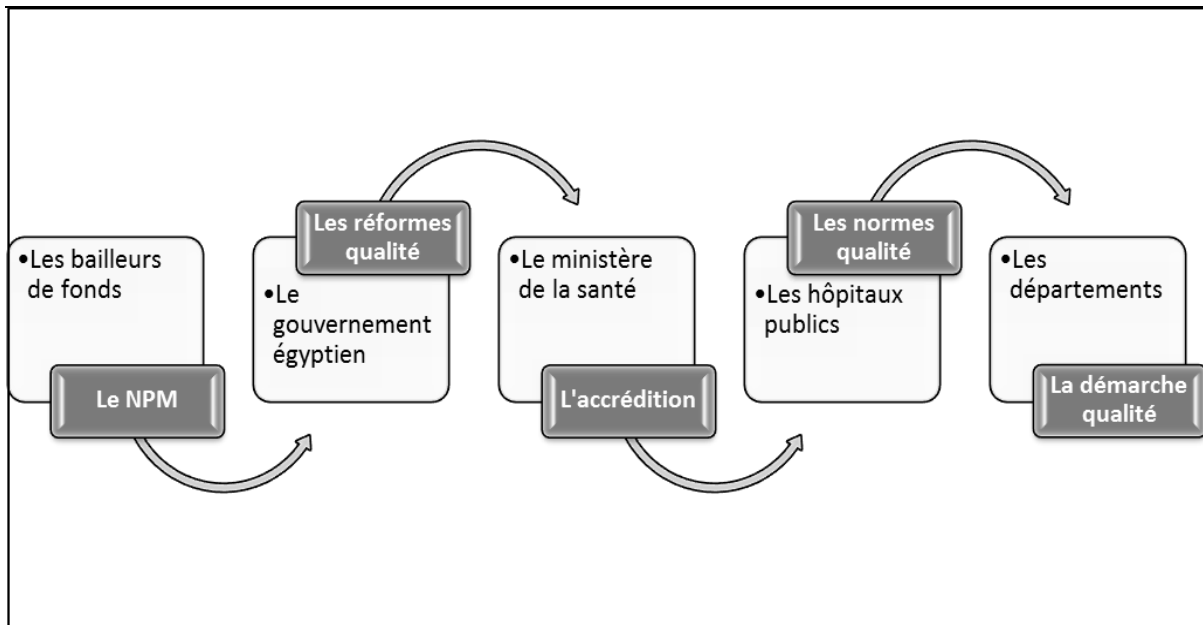 •Les bailleurs
de fonds
Le NPM
Les réformes
qualité
•Le
gouvernement
égyptien
•Le ministère
de la santé
L'accrédition
Les normes
qualité
•Les hôpitaux
publics
•Les
départements
La démarche
qualité